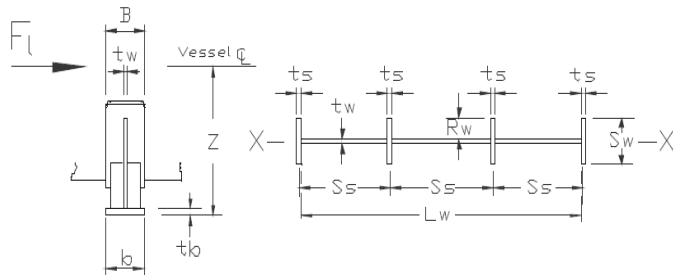 B
Fl
tw
Vessel ℄
ts ts ts ts
tw
Rw
X
X
Sw
Z
Ss Ss Ss
Lw
tb
b